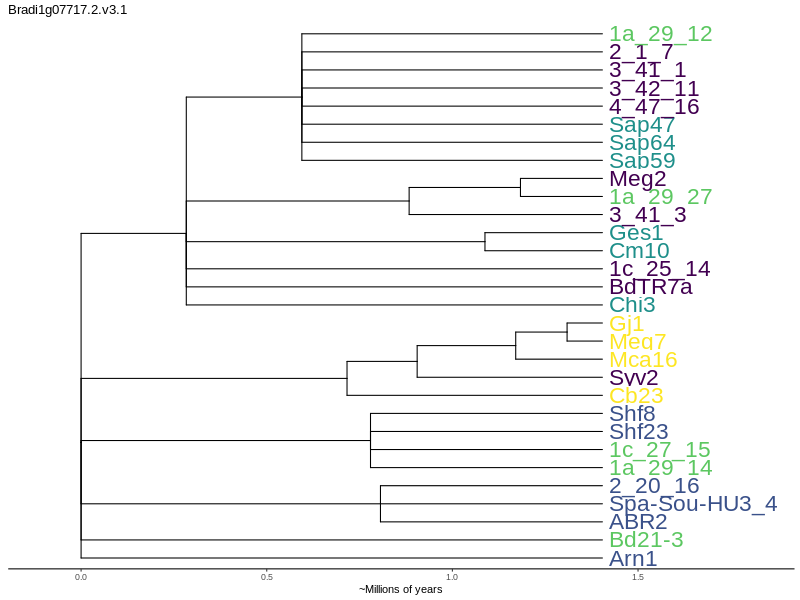 Bradi1g07717.2.v3.1
1a_29_12
2_1_7
3_41_1
3_42_11
4_47_16
Sap47
Sap64
Sap59
Meg2
1a_29_27
3_41_3
Ges1
Cm10
1c_25_14
BdTR7a
Chi3
Gj1
Meg7
Mca16
Svv2
Cb23
Shf8
Shf23
1c_27_15
1a_29_14
2_20_16
Spa-Sou-HU3_4
ABR2
Bd21-3
Arn1
0.0 0.5 1.0 1.5
~Millions of years